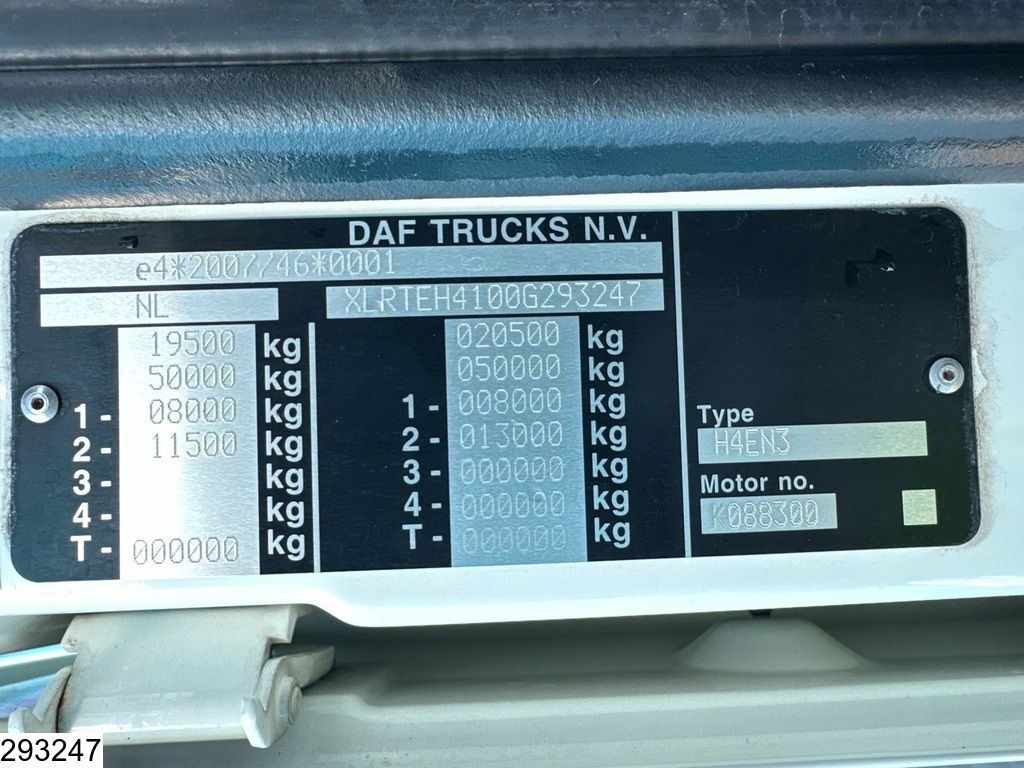 DAF TRUCKS N.V.
e4*2007/46*0001
NL XLRTEH4100G293247
19500 kg 020500 kg
50000 kg 050000 kg
1 - 08000 kg 1 - 008000 kg
2 - 11500 kg 2 - 013000 kg
3 - kg 3 - 000000 kg
4 - kg 4 - 000000 kg
T - 000000 kg T - 000000 kg
Type
H4EN3
Motor no.
K088300
293247